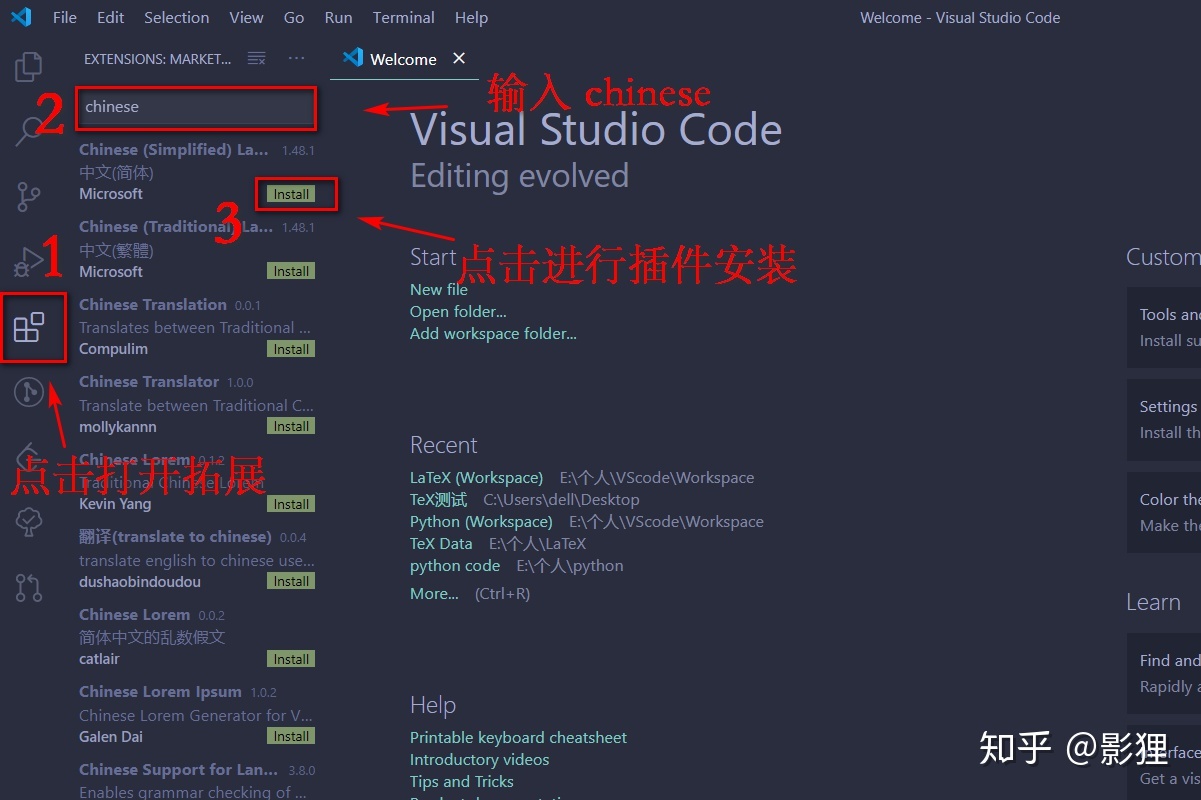 File Edit Selection View Go Run Terminal Help
Welcome - Visual Studio Code
EXTENSIONS: MARKET...
Welcome
2
chinese
输入 chinese
Visual Studio Code
Editing evolved
Chinese (Simplified) La... 1.48.1
中文(简体)
Microsoft Install
3
点击进行插件安装
Chinese (Traditional) La... 1.48.1
中文(繁體)
Microsoft Install
1
Chinese Translation 0.0.1
Translates between Traditional ...
Compulim Install
Chinese Translator 1.0.0
Translate between Traditional C...
mollykannn Install
点击打开拓展
Chinese Lorem 0.1.2
Traditional Chinese Lorem
Kevin Yang Install
翻译(translate to chinese) 0.0.4
translate english to chinese use...
dushaobindoudou Install
Chinese Lorem 0.0.2
简体中文的乱数假文
catlair Install
Chinese Lorem Ipsum 1.0.2
Chinese Lorem Generator for V...
Galen Dai Install
Chinese Support for Lan... 3.8.0
Enables grammar checking of ...
Start
New file
Open folder...
Add workspace folder...
Recent
LaTeX (Workspace) E:\个人\VScode\Workspace
TeX测试 C:\Users\dell\Desktop
Python (Workspace) E:\个人\VScode\Workspace
TeX Data E:\个人\LaTeX
python code E:\个人\python
More... (Ctrl+R)
Help
Printable keyboard cheatsheet
Introductory videos
Tips and Tricks
Custom
Tools and
Install su
Settings
Install th
Color the
Make the
Learn
Find and
Rapidly a
Interface
Get a vis
知乎 @影狸